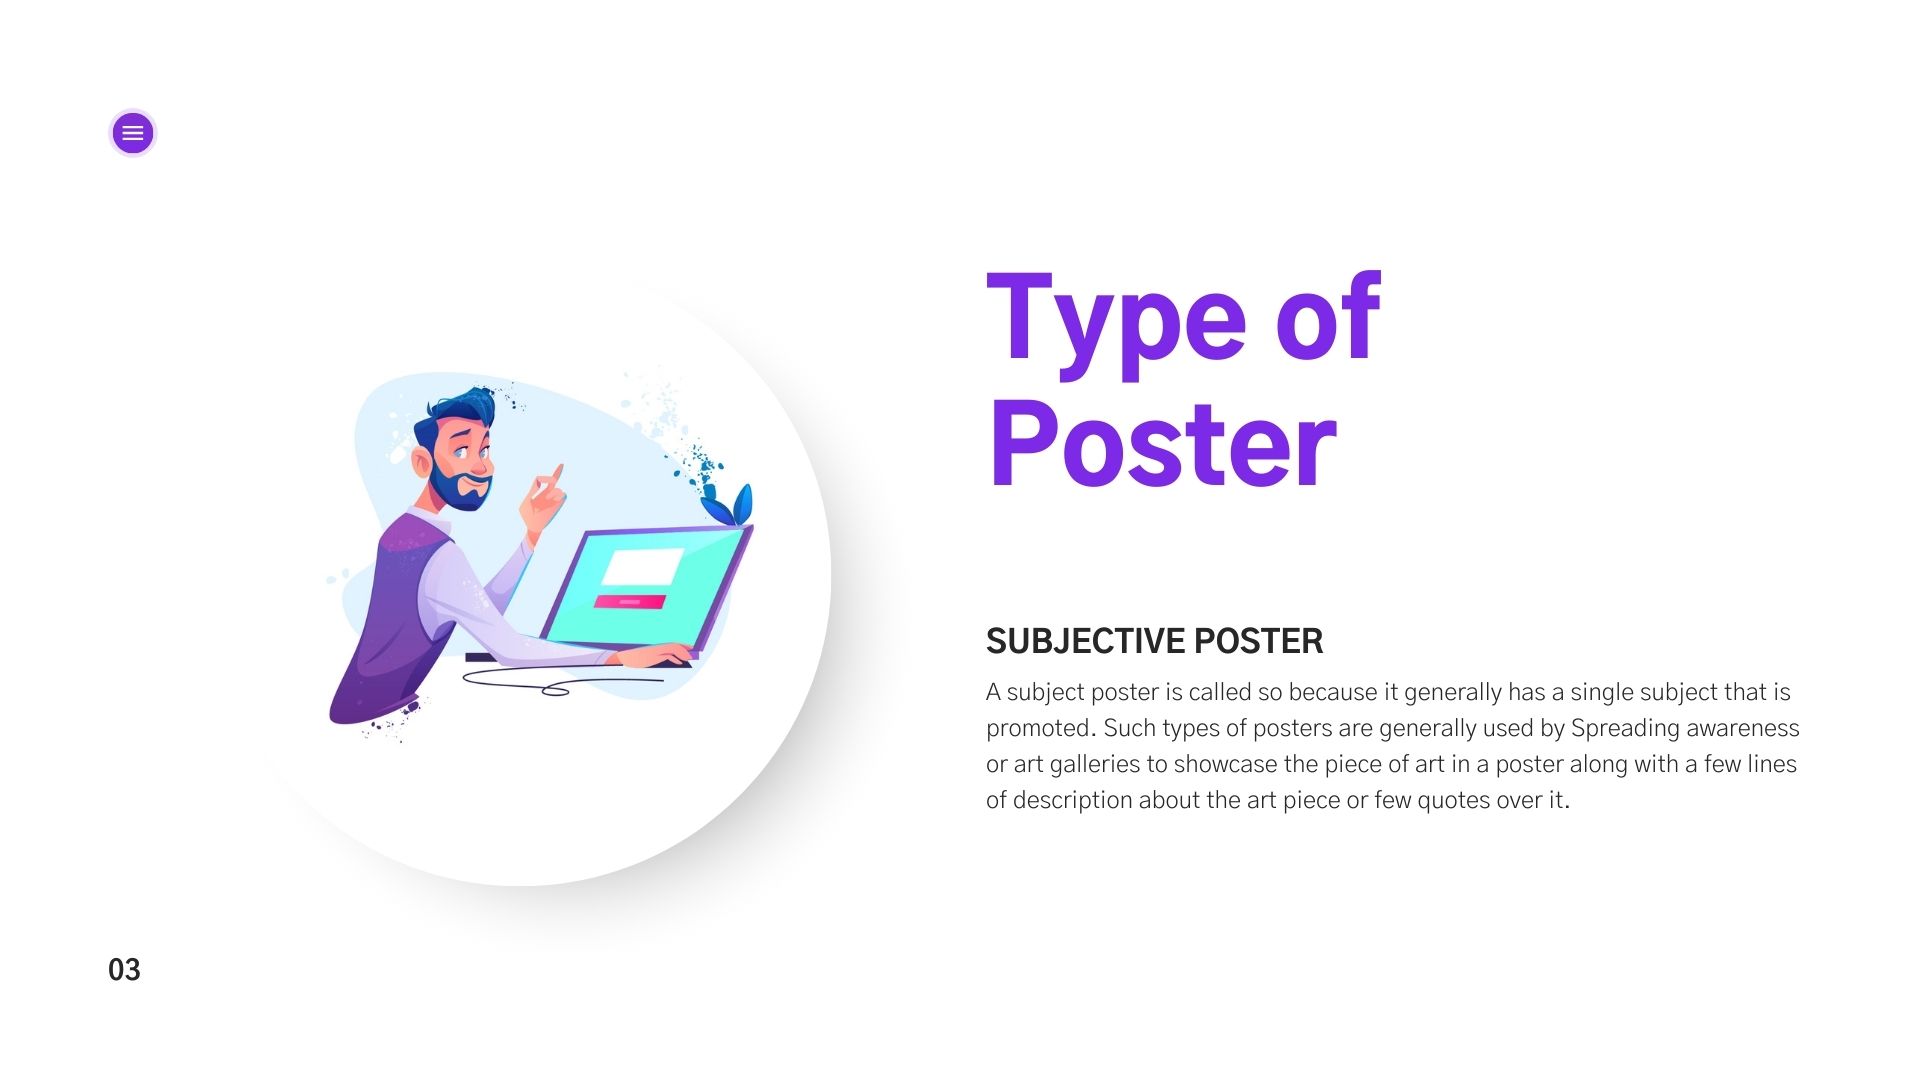 Type of
Poster
SUBJECTIVE POSTER
A subject poster is called so because it generally has a single subject that is
promoted. Such types of posters are generally used by Spreading awareness
or art galleries to showcase the piece of art in a poster along with a few lines
of description about the art piece or few quotes over it.
03